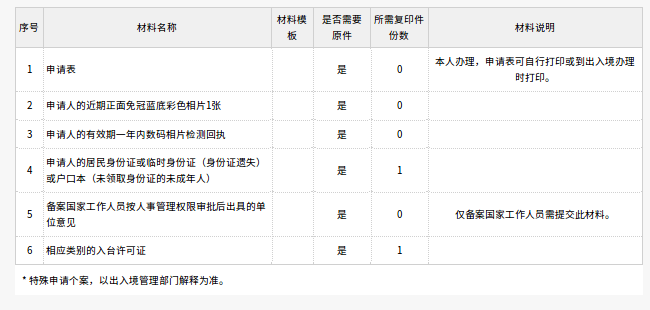 序号 材料名称 材料模板 是否需要原件 所需复印件份数 材料说明
1 申请表 是 0 本人办理，申请表可自行打印或到出入境办理时打印。
2 申请人的近期正面免冠蓝底彩色相片1张 是 0
3 申请人的有效期一年内数码相片检测回执 是 0
4 申请人的居民身份证或临时身份证（身份证遗失）或户口本（未领取身份证的未成年人） 是 1
5 备案国家工作人员按人事管理权限审批后出具的单位意见 是 0 仅备案国家工作人员需提交此材料。
6 相应类别的入台许可证 是 1
* 特殊申请个案，以出入境管理部门解释为准。